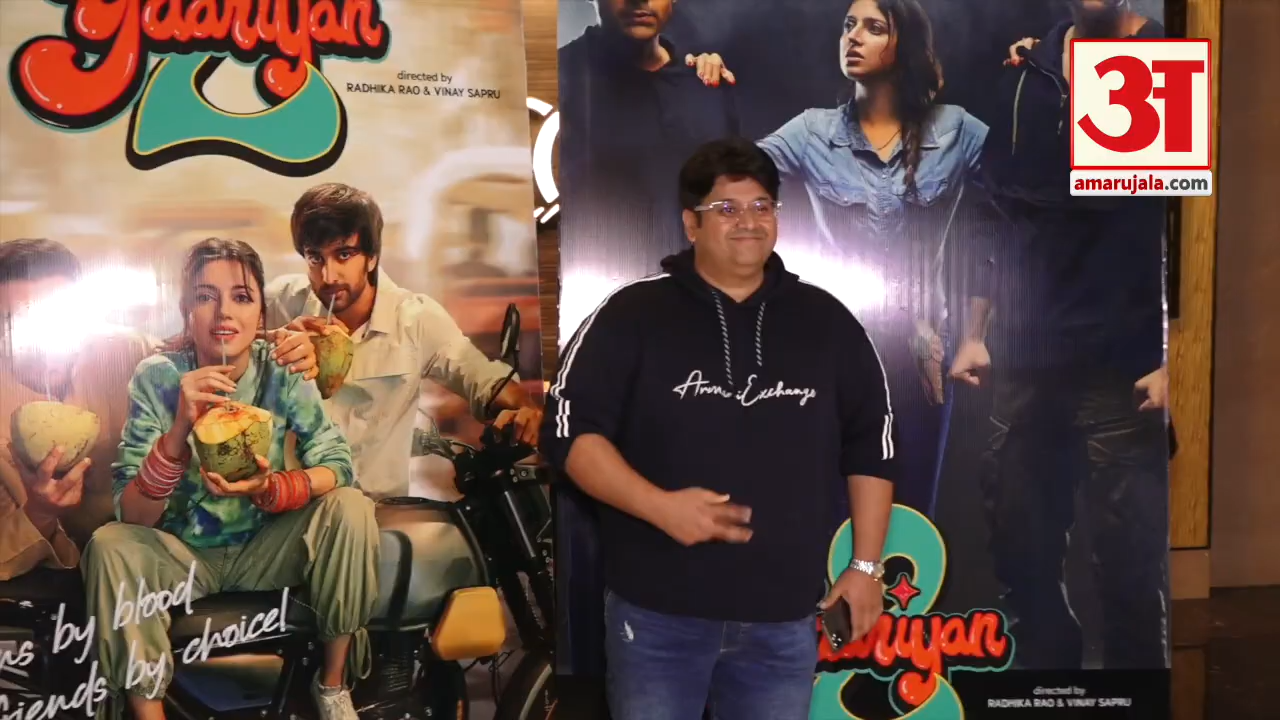 Yaariyan
2
directed by
RADHIKA RAO & VINAY SAPRU
अ
amarujala.com
Exchange
by blood
friends by choice!
directed by
RADHIKA RAO & VINAY SAPRU